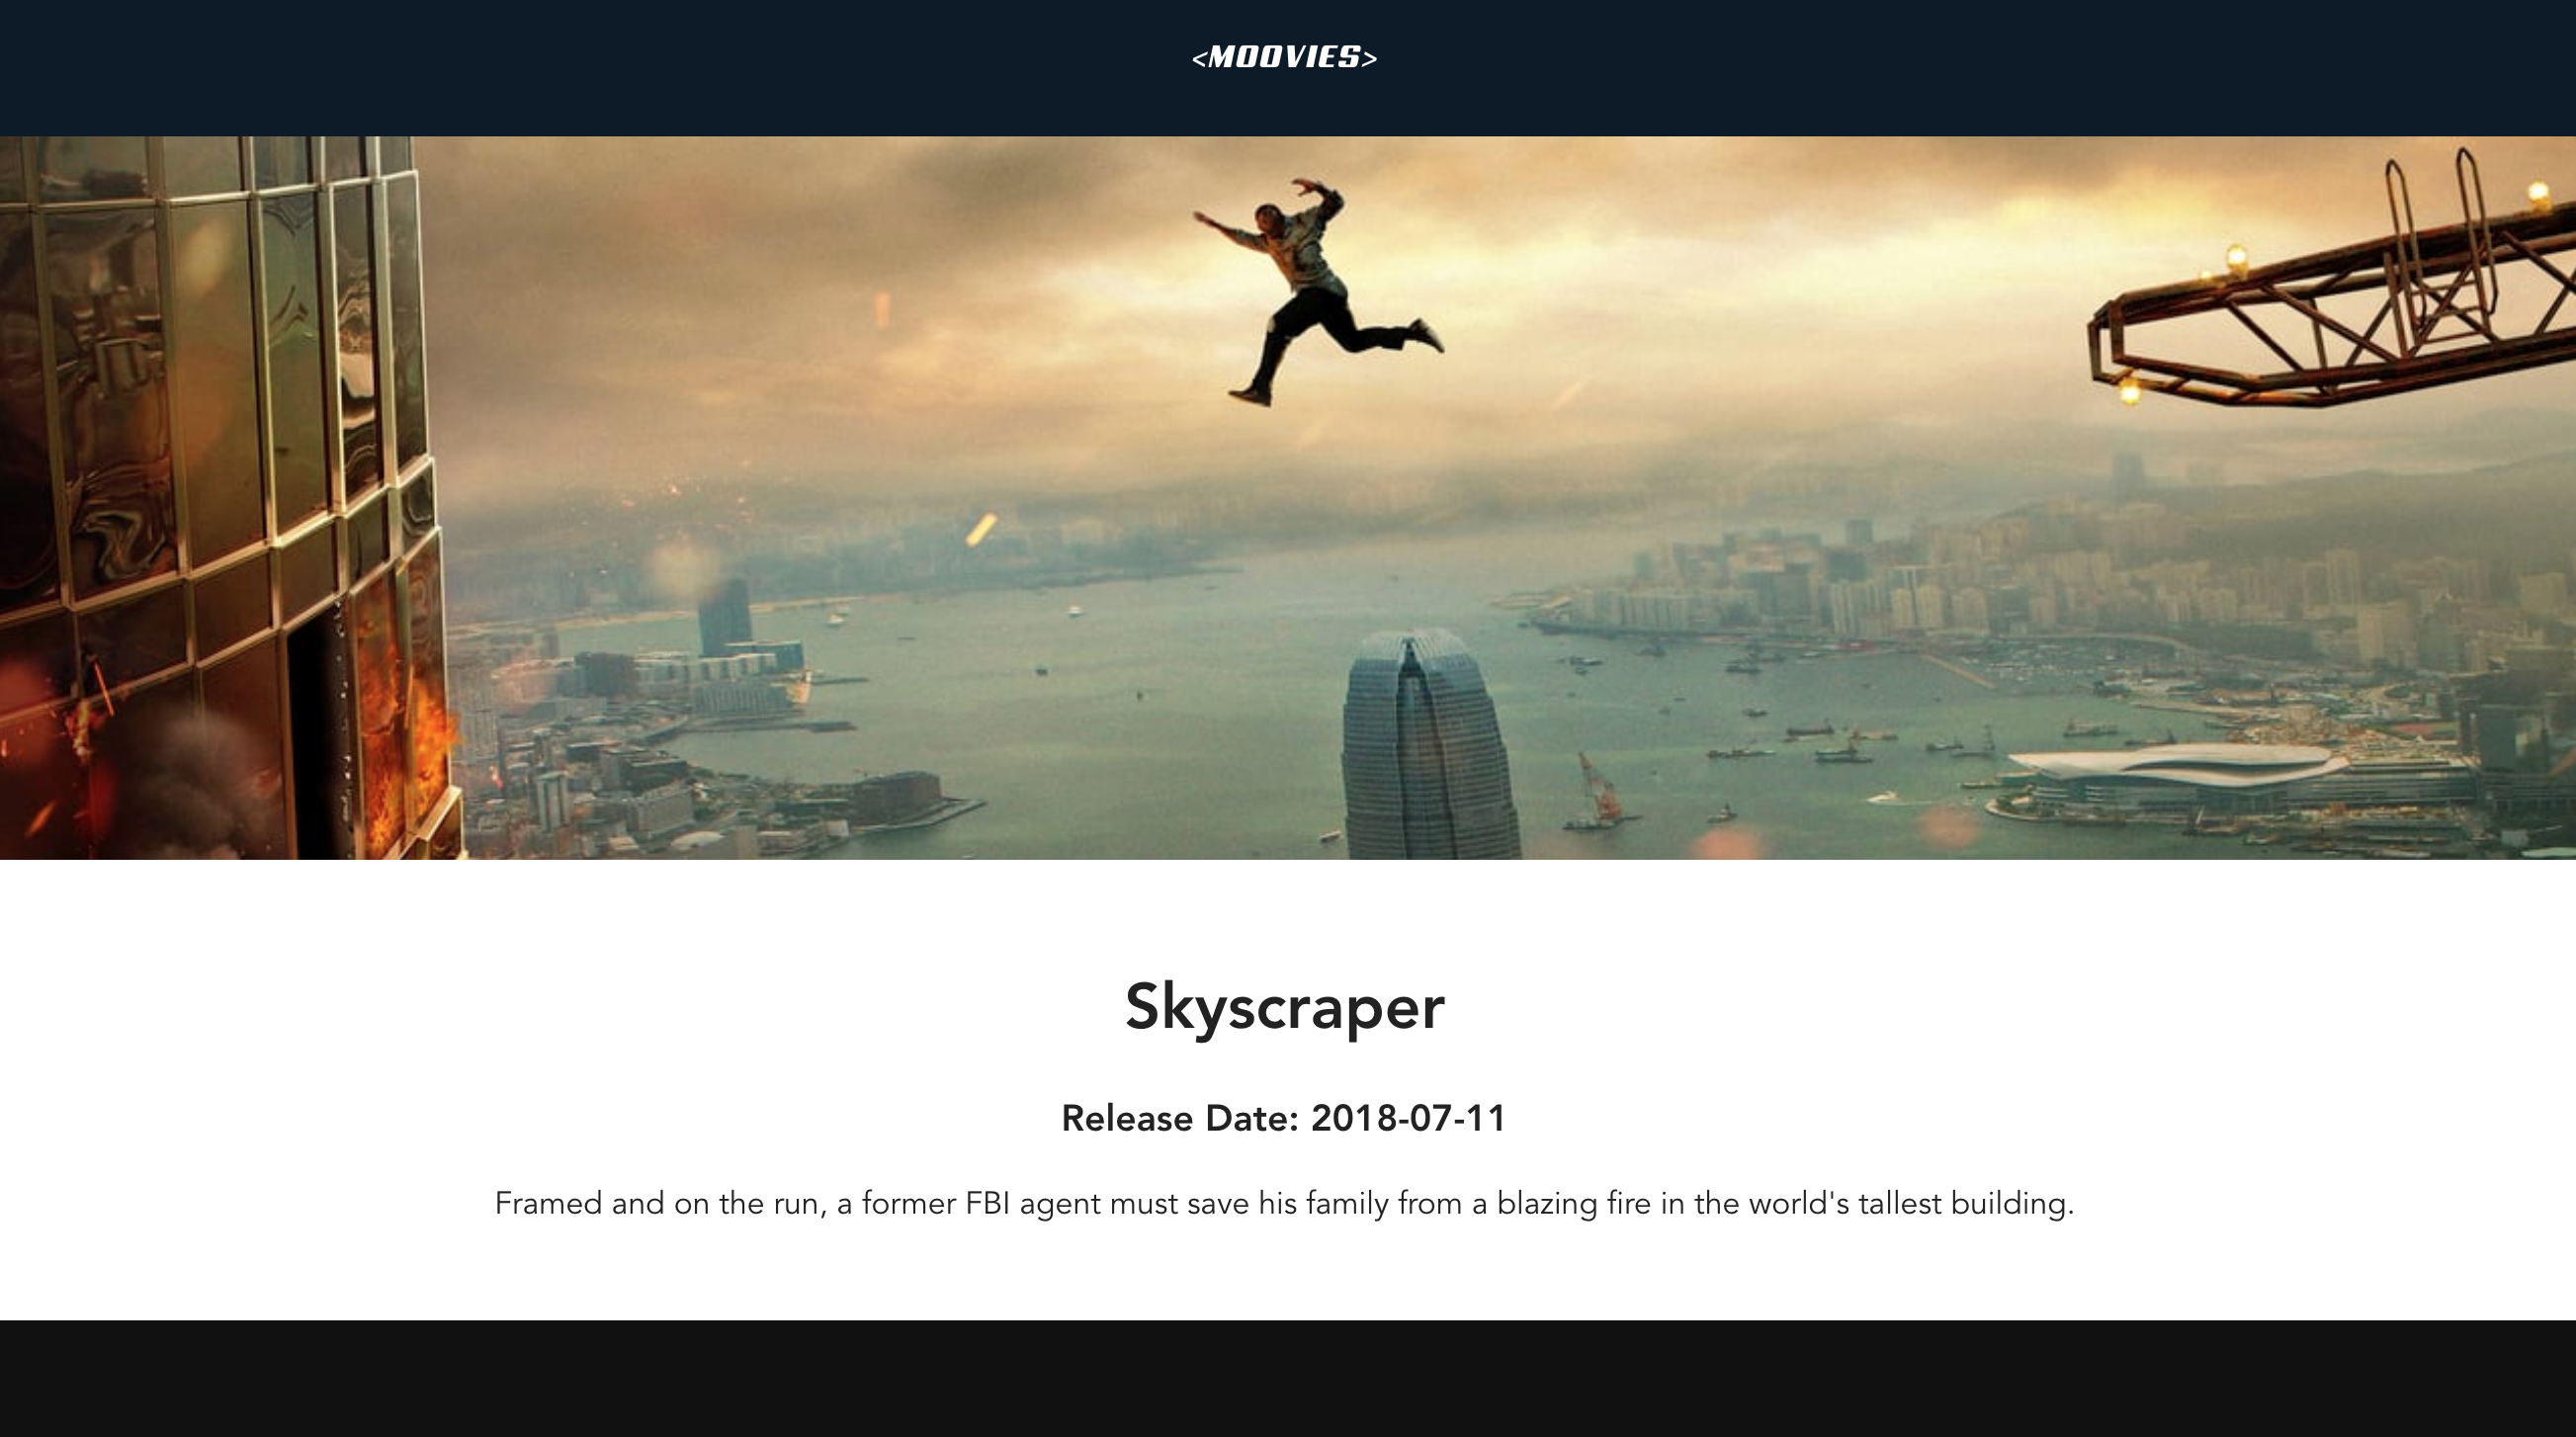 <MOOVIES>
Skyscraper
Release Date: 2018-07-11
Framed and on the run, a former FBI agent must save his family from a blazing fire in the world's tallest building.